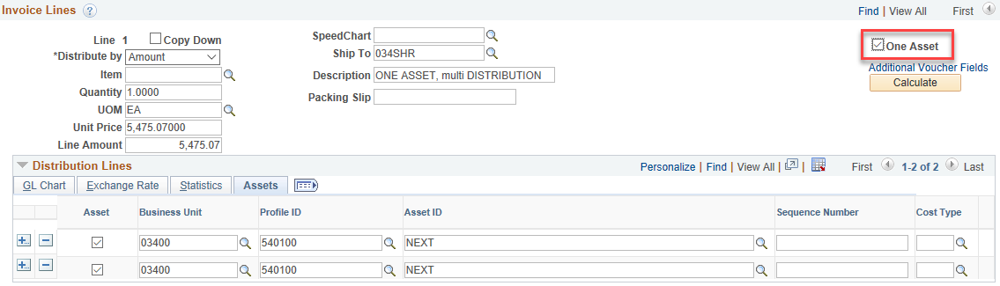 Invoice Lines ? Find | View All First
Line 1 Copy Down SpeedChart One Asset
*Distribute by Amount Ship To 034SHR
Item Description ONE ASSET, multi DISTRIBUTION Additional Voucher Fields
Quantity 1.0000 Packing Slip Calculate
UOM EA
Unit Price 5,475.07000
Line Amount 5,475.07
Distribution Lines Personalize | Find | View All | | First 1-2 of 2 Last
GL Chart Exchange Rate Statistics Assets
Asset Business Unit Profile ID Asset ID Sequence Number Cost Type
03400 540100 NEXT
03400 540100 NEXT